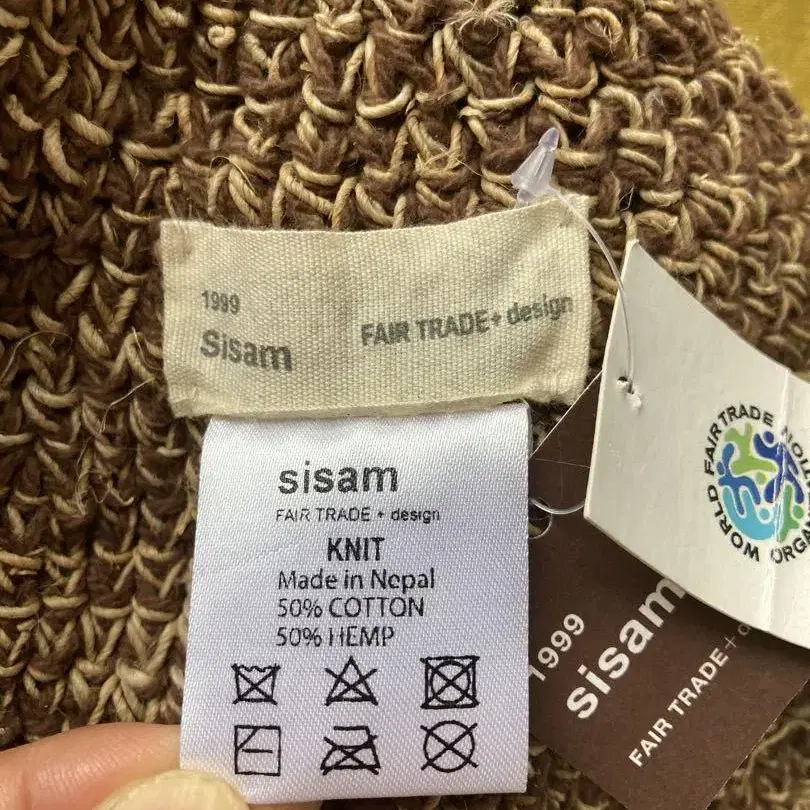 1999
Sisam
FAIR TRADE + design
sisam
FAIR TRADE + design
KNIT
Made in Nepal
50% COTTON
50% HEMP
WORLD FAIR TRADE
1999
sisam
FAIR TRADE +